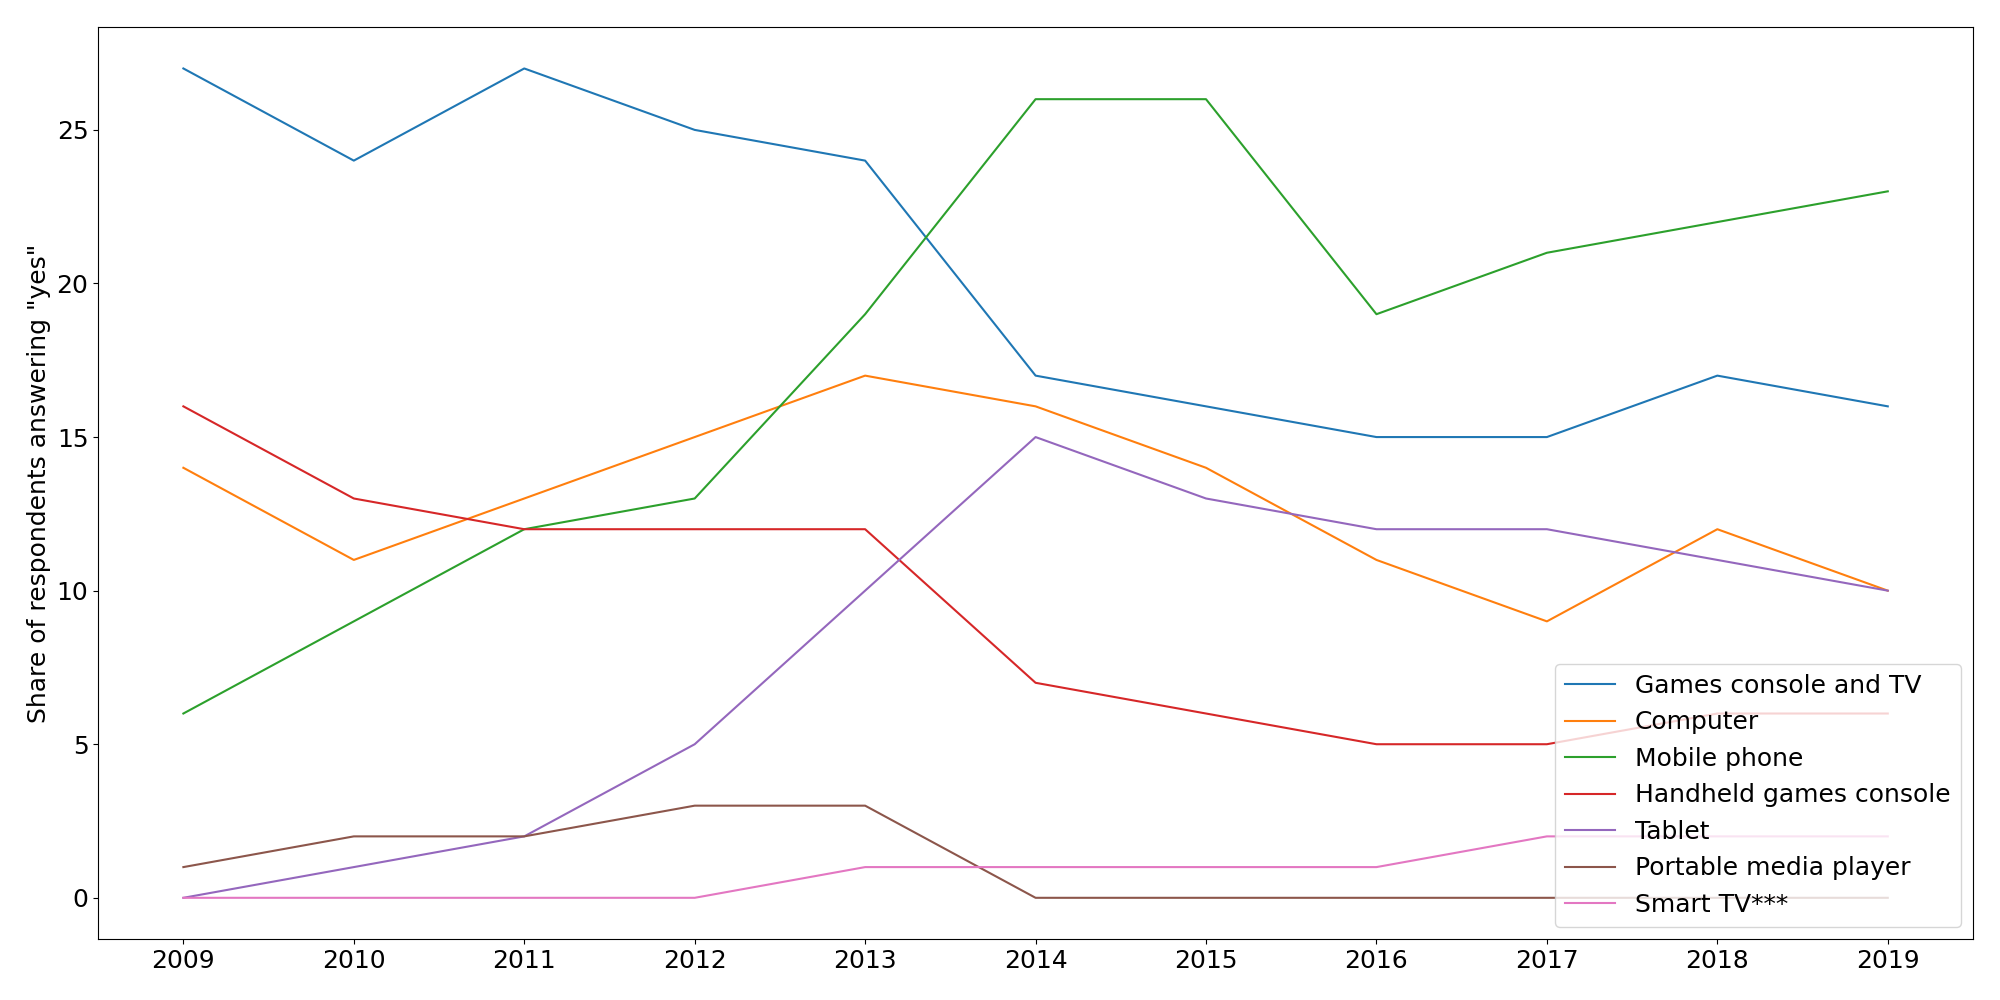 Share of respondents answering "yes"
25
20
15
10
5
0
2009 2010 2011 2012 2013 2014 2015 2016 2017 2018 2019
Games console and TV
Computer
Mobile phone
Handheld games console
Tablet
Portable media player
Smart TV***